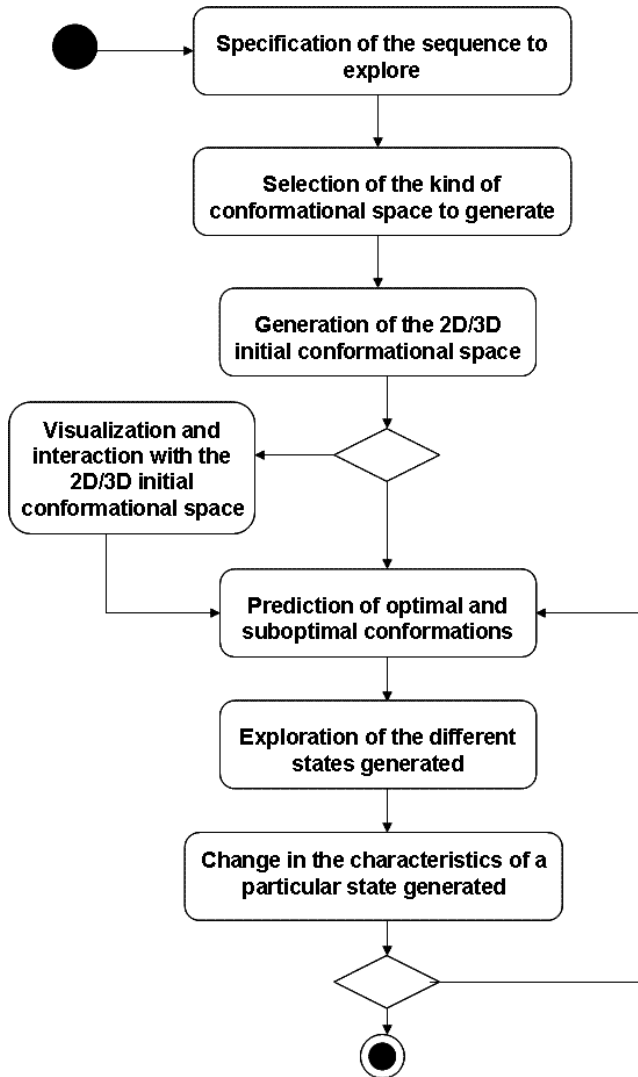 Specification of the sequence to
explore
Selection of the kind of
conformational space to generate
Generation of the 2D/3D
initial conformational space
Visualization and
interaction with the
2D/3D initial
conformational space
Prediction of optimal and
suboptimal conformations
Exploration of the different
states generated
Change in the characteristics of a
particular state generated